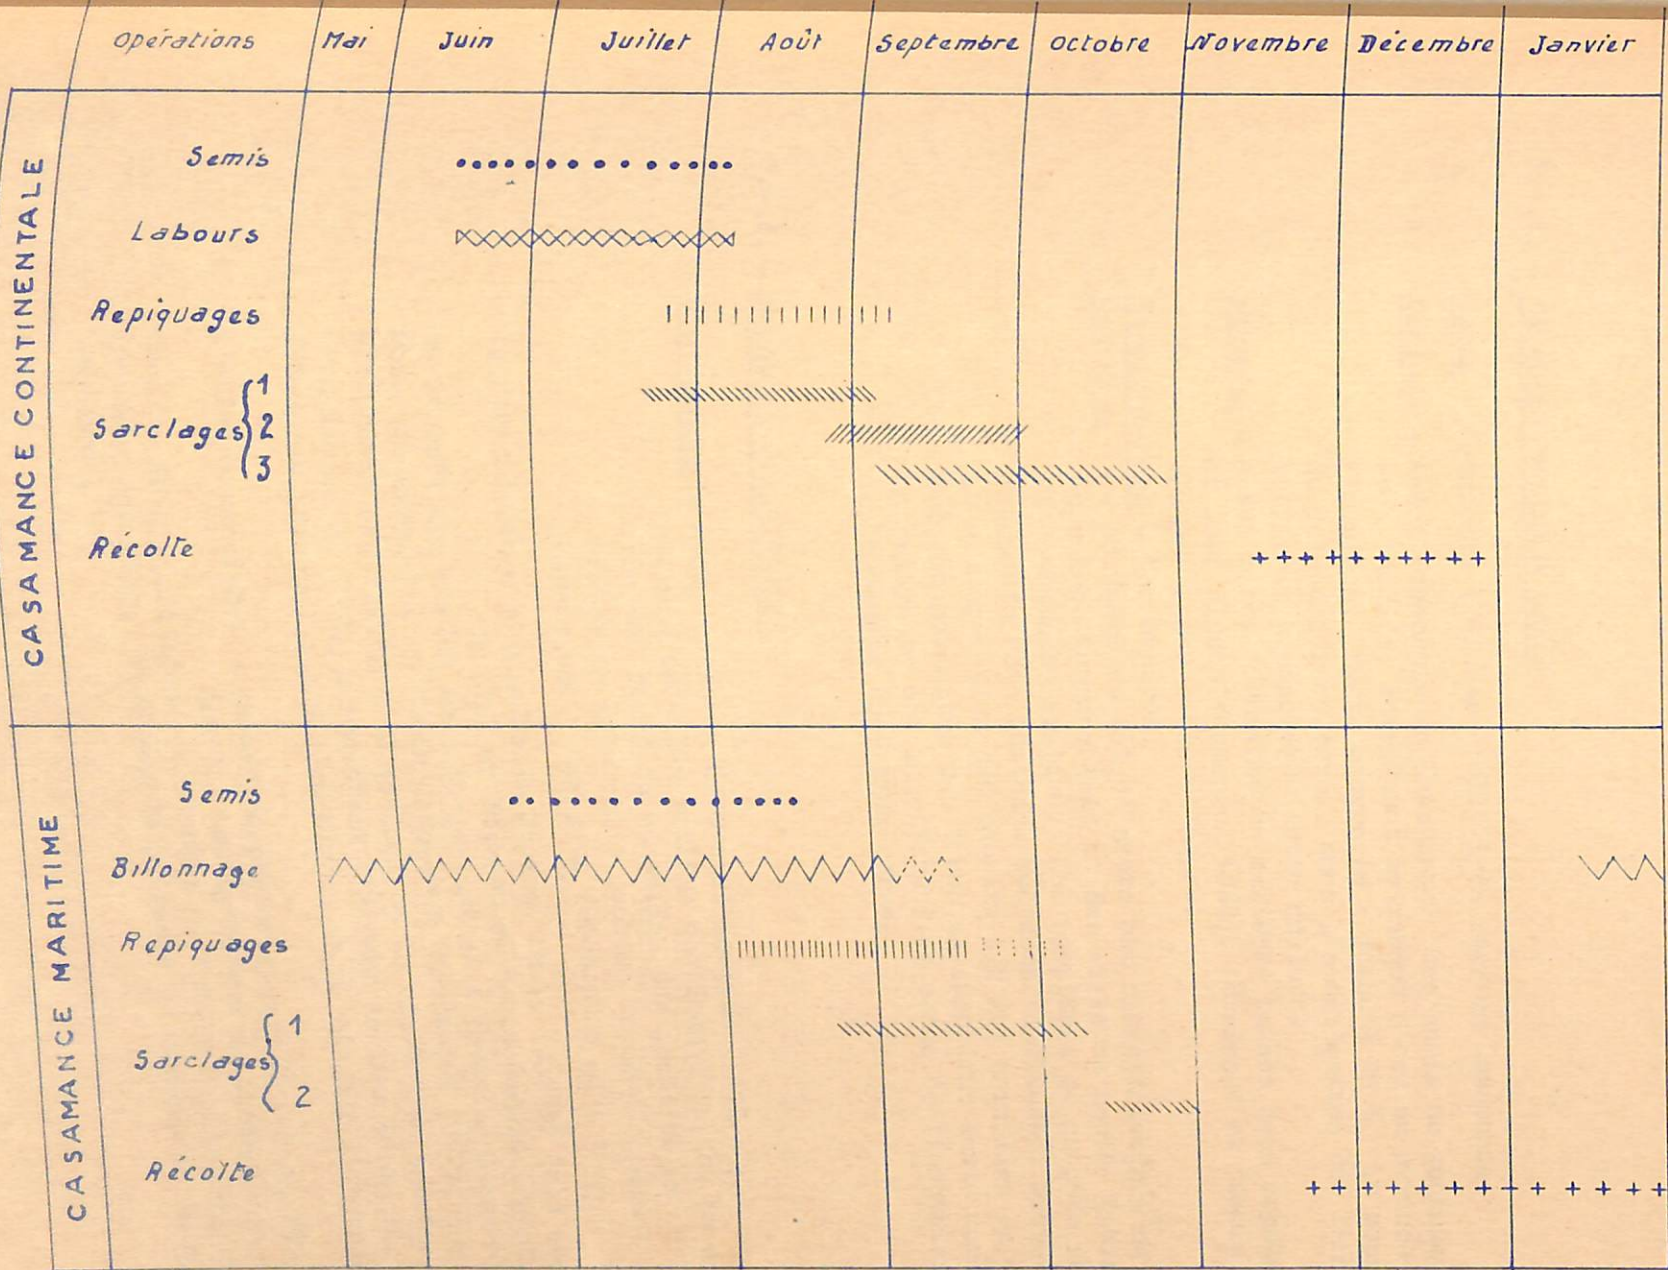 Opérations Mai Juin Juillet Août Septembre Octobre Novembre Décembre Janvier
CASAMANCE CONTINENTALE
Semis
Labours
Repiquages
Sarclages { 1
2
3
Récolte
CASAMANCE MARITIME
Semis
Billonnage
Repiquages
Sarclages { 1
2
Récolte